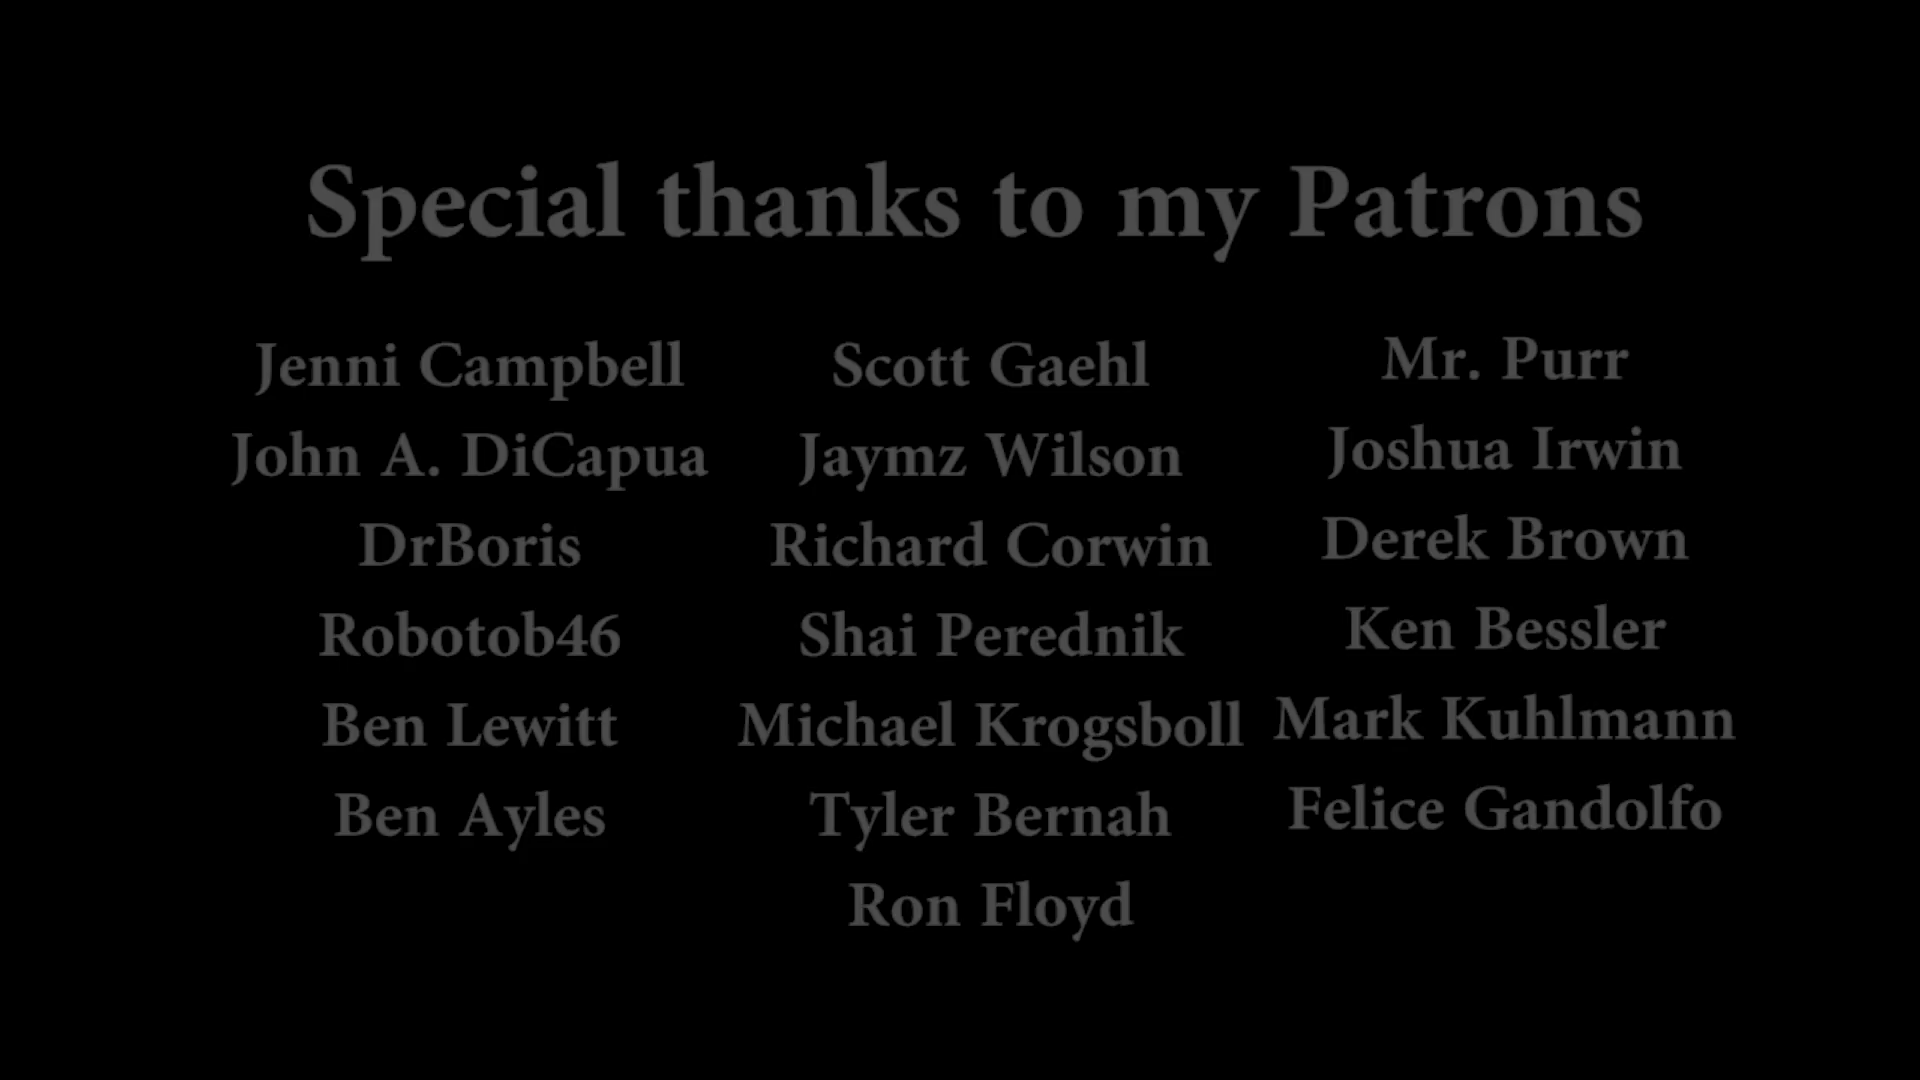 Special thanks to my Patrons
Jenni Campbell
John A. DiCapua
DrBoris
Robotob46
Ben Lewitt
Ben Ayles
Scott Gaehl
Jaymz Wilson
Richard Corwin
Shai Perednik
Michael Krogsboll
Tyler Bernah
Ron Floyd
Mr. Purr
Joshua Irwin
Derek Brown
Ken Bessler
Mark Kuhlmann
Felice Gandolfo